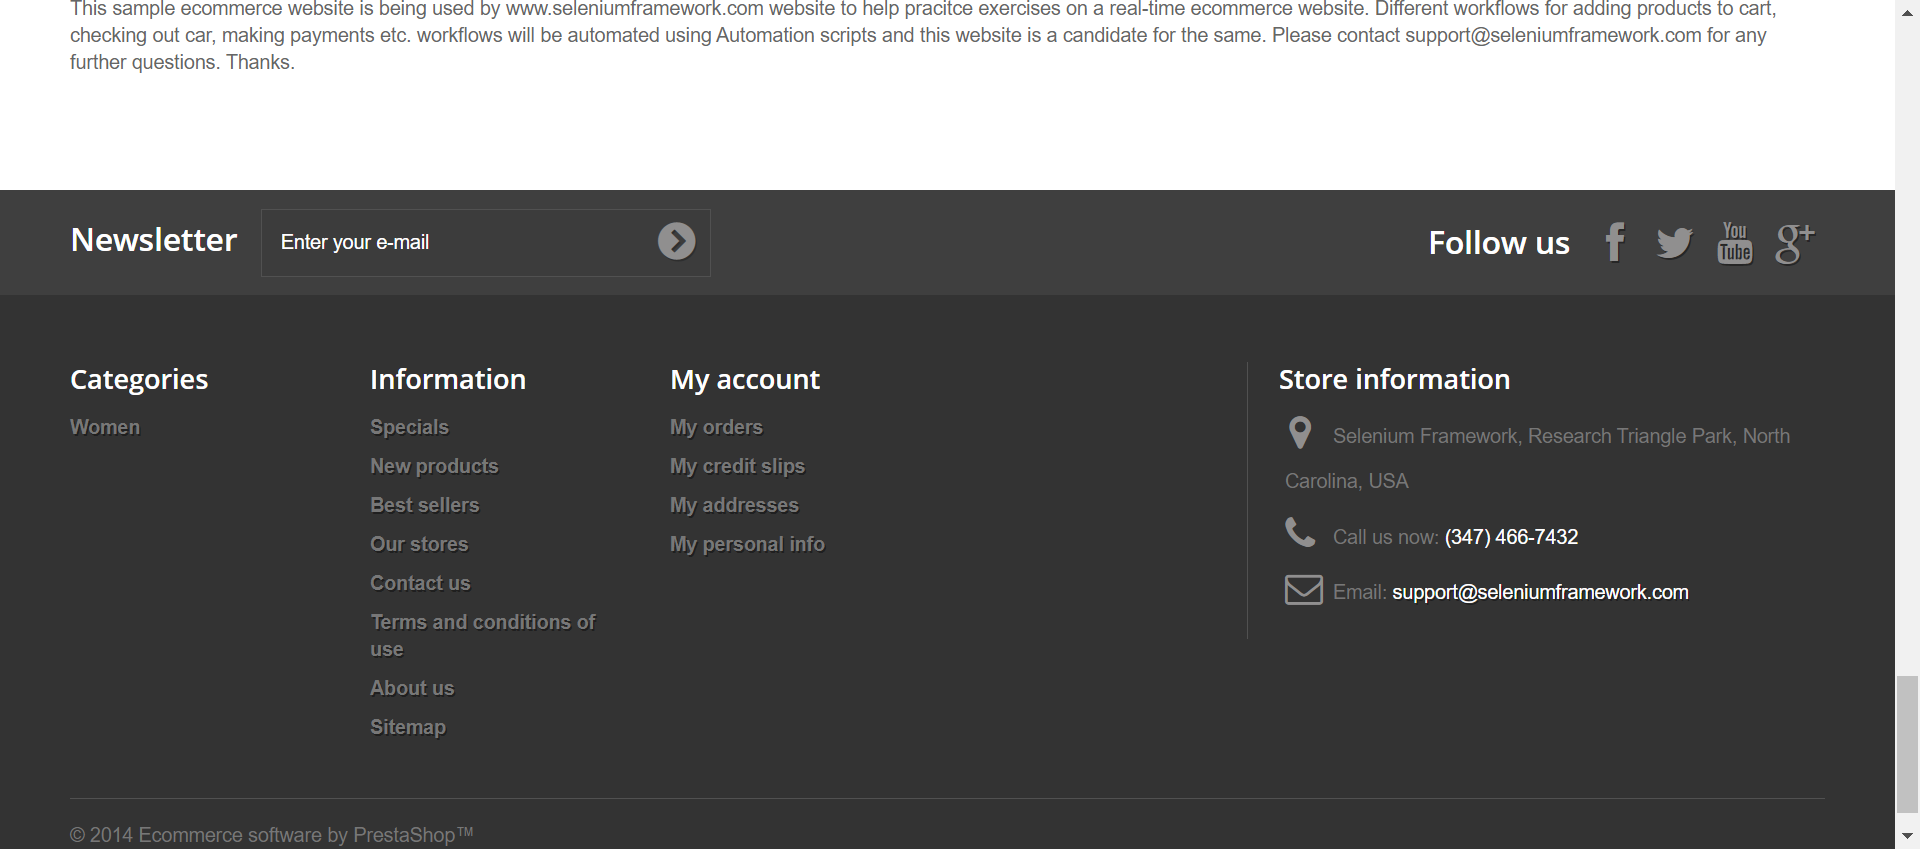 This sample ecommerce website is being used by www.seleniumframework.com website to help pracitce exercises on a real-time ecommerce website. Different workflows for adding products to cart,
checking out car, making payments etc. workflows will be automated using Automation scripts and this website is a candidate for the same. Please contact support@seleniumframework.com for any
further questions. Thanks.
Newsletter
Enter your e-mail
Follow us
You
Tube
g+
Categories
Women
Information
Specials
New products
Best sellers
Our stores
Contact us
Terms and conditions of
use
About us
Sitemap
My account
My orders
My credit slips
My addresses
My personal info
Store information
Selenium Framework, Research Triangle Park, North
Carolina, USA
Call us now: (347) 466-7432
Email: support@seleniumframework.com
© 2014 Ecommerce software by PrestaShop™